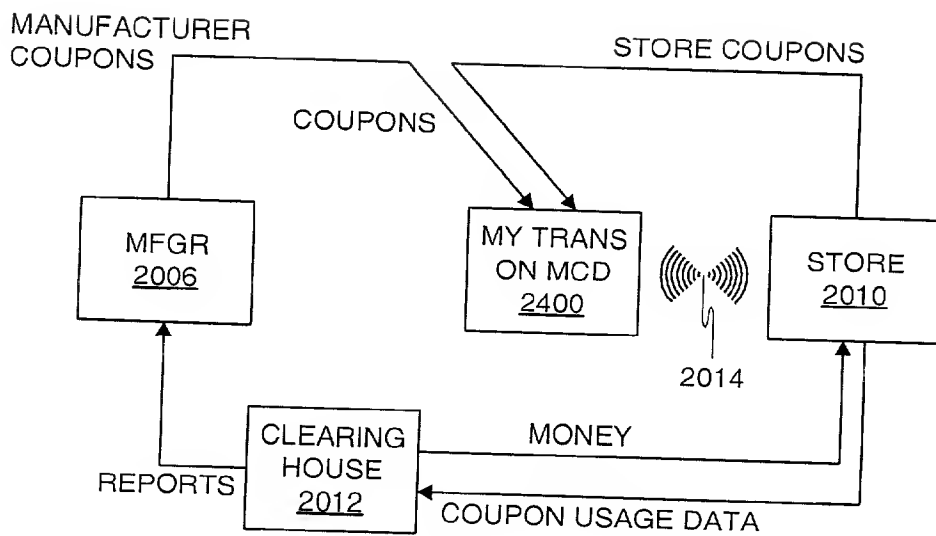 MANUFACTURER
COUPONS
STORE COUPONS
COUPONS
MFGR
2006
MY TRANS
ON MCD
2400
STORE
2010
2014
CLEARING
HOUSE
2012
MONEY
REPORTS
COUPON USAGE DATA